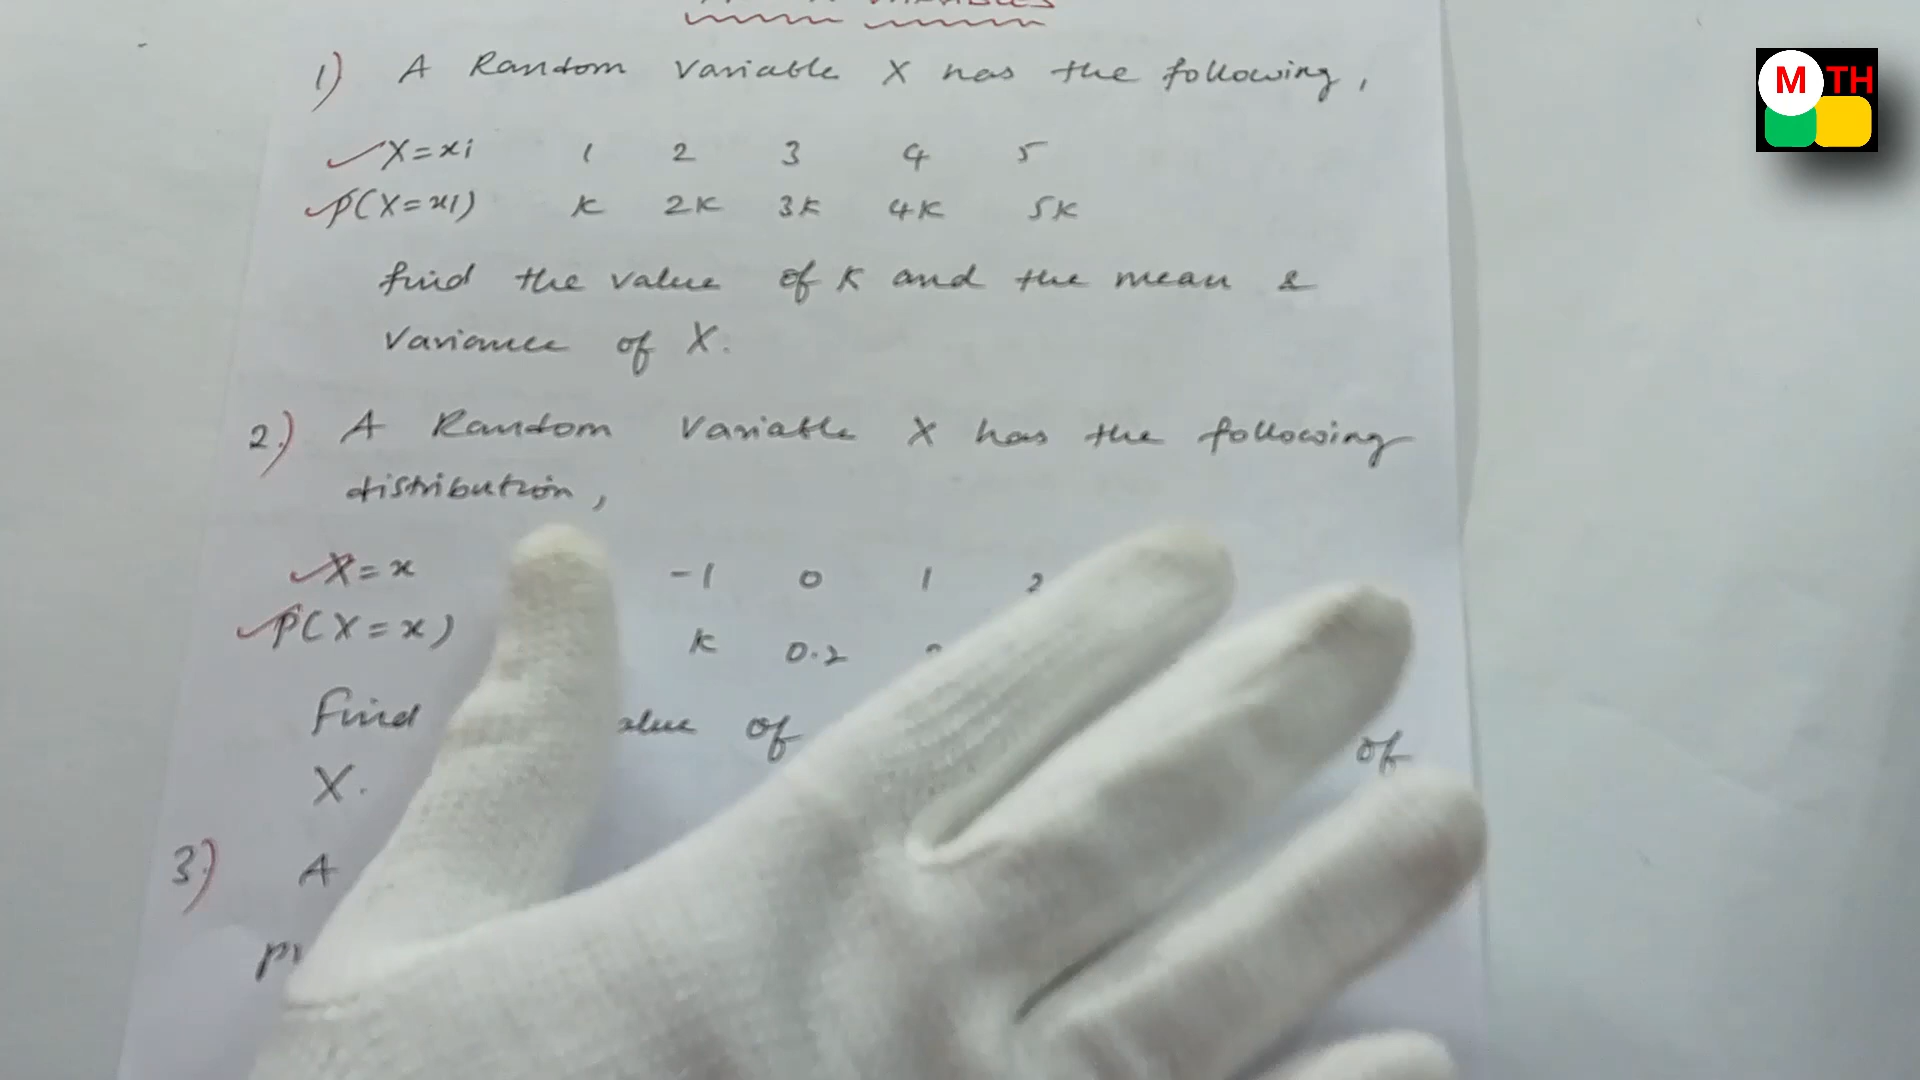 1) A Random Variable X has the following,
X=xi 1 2 3 4 5
P(X=xi) K 2K 3K 4K 5K
find the value of K and the mean &
Variance of X.
2.) A Random Variable X has the following
distribution,
X=x -1 0 1 2
P(X=x) K 0.2
Find of of
X.
3.) A
M TH